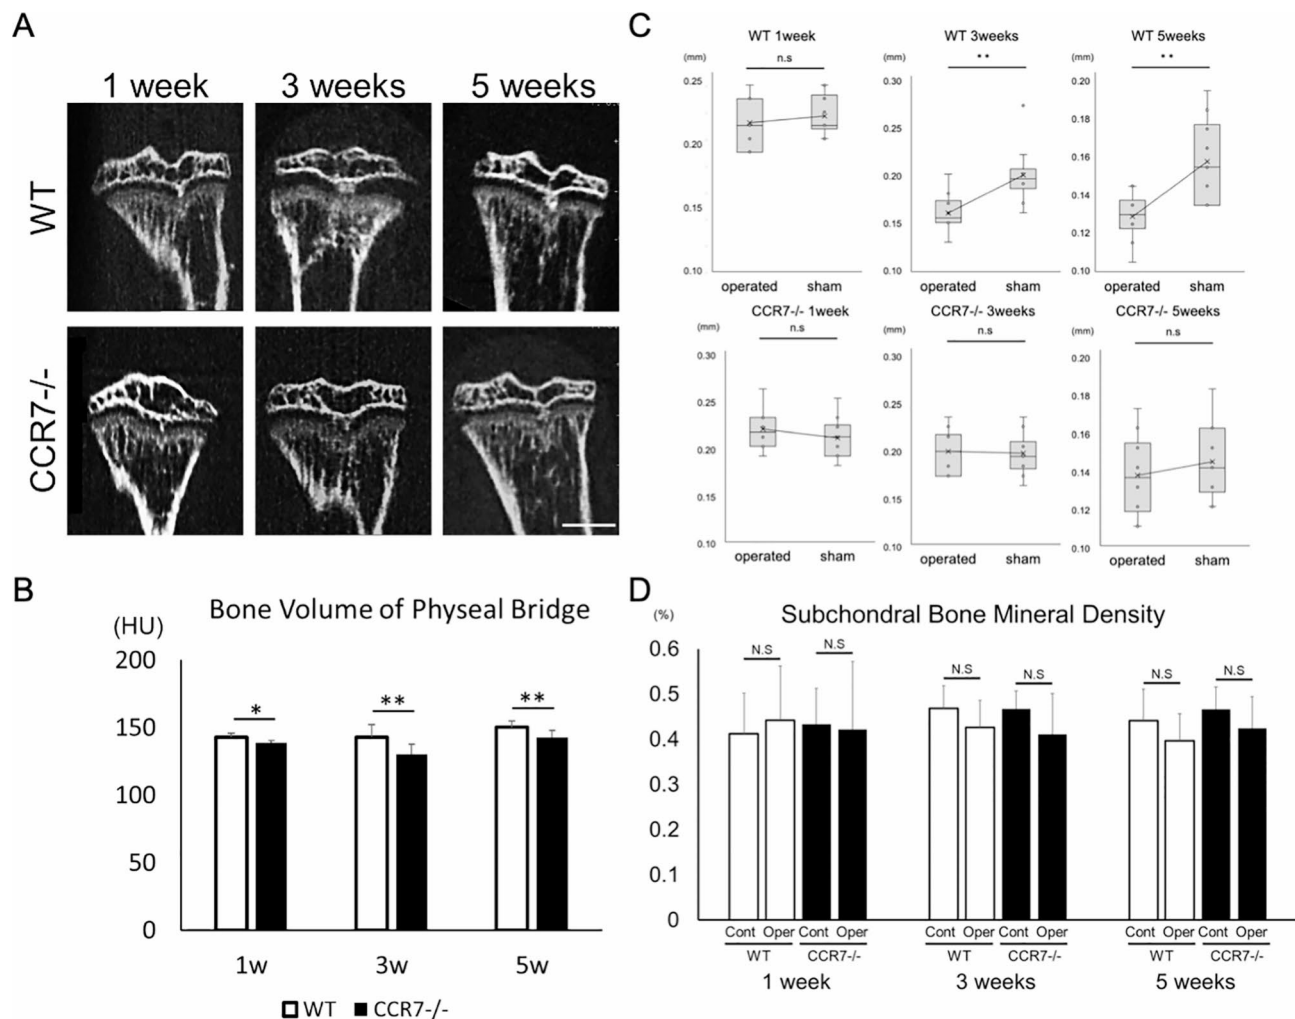 A
1 week 3 weeks 5 weeks
WT
CCR7-/-
B
Bone Volume of Physeal Bridge
(HU)
200
150
100
50
0
* ** **
1w 3w 5w
WT CCR7-/-
C
WT 1week
(mm)
n.s
0.25
0.20
0.15
0.10
operated sham
WT 3weeks
(mm)
**
0.30
0.25
0.20
0.15
0.10
operated sham
WT 5weeks
(mm)
**
0.20
0.18
0.16
0.14
0.12
0.10
operated sham
CCR7-/- 1week
(mm)
n.s
0.30
0.25
0.20
0.15
0.10
operated sham
CCR7-/- 3weeks
(mm)
n.s
0.30
0.25
0.20
0.15
0.10
operated sham
CCR7-/- 5weeks
(mm)
n.s
0.20
0.18
0.16
0.14
0.12
0.10
operated sham
D
(%)
Subchondral Bone Mineral Density
0.6
0.5
0.4
0.3
0.2
0.1
0
N.S N.S N.S N.S N.S N.S
Cont Oper Cont Oper Cont Oper Cont Oper Cont Oper Cont Oper
WT CCR7-/- WT CCR7-/- WT CCR7-/-
1 week 3 weeks 5 weeks